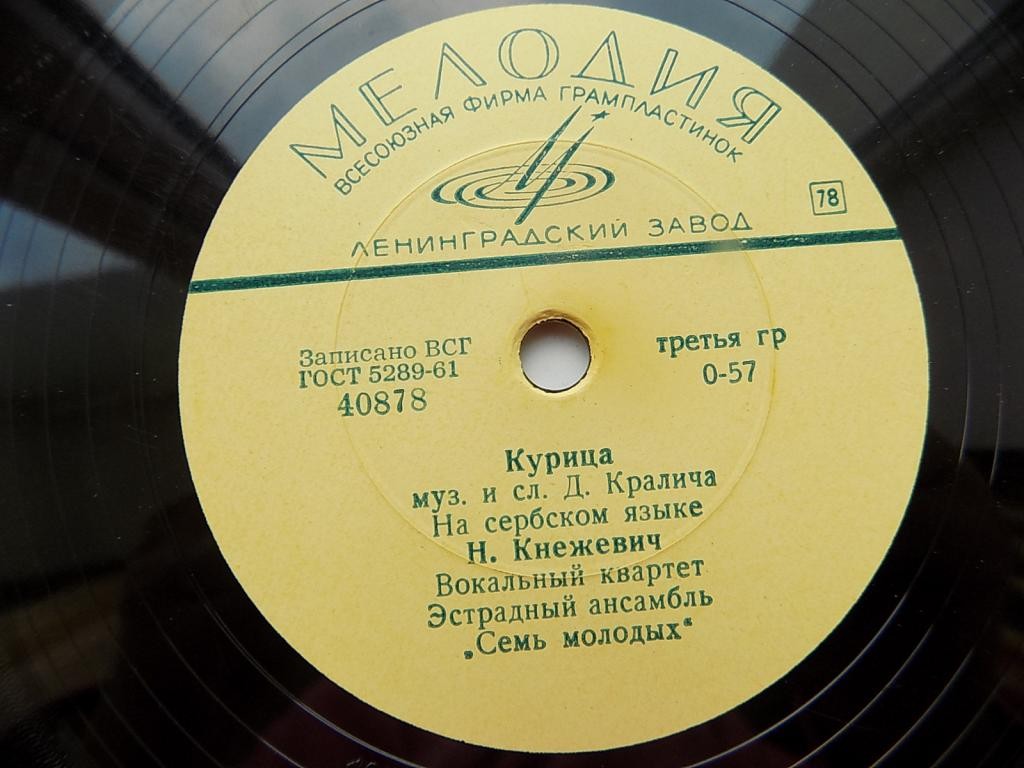 МЕЛОДИЯ
ВСЕСОЮЗНАЯ ФИРМА ГРАМПЛАСТИНОК
78
ЛЕНИНГРАДСКИЙ ЗАВОД
Записано ВСГ
ГОСТ 5289-61
40878
третья гр
0-57
Курица
муз. и сл. Д. Кралича
На сербском языке
Н. Кнежевич
Вокальный квартет
Эстрадный ансамбль
„Семь молодых“